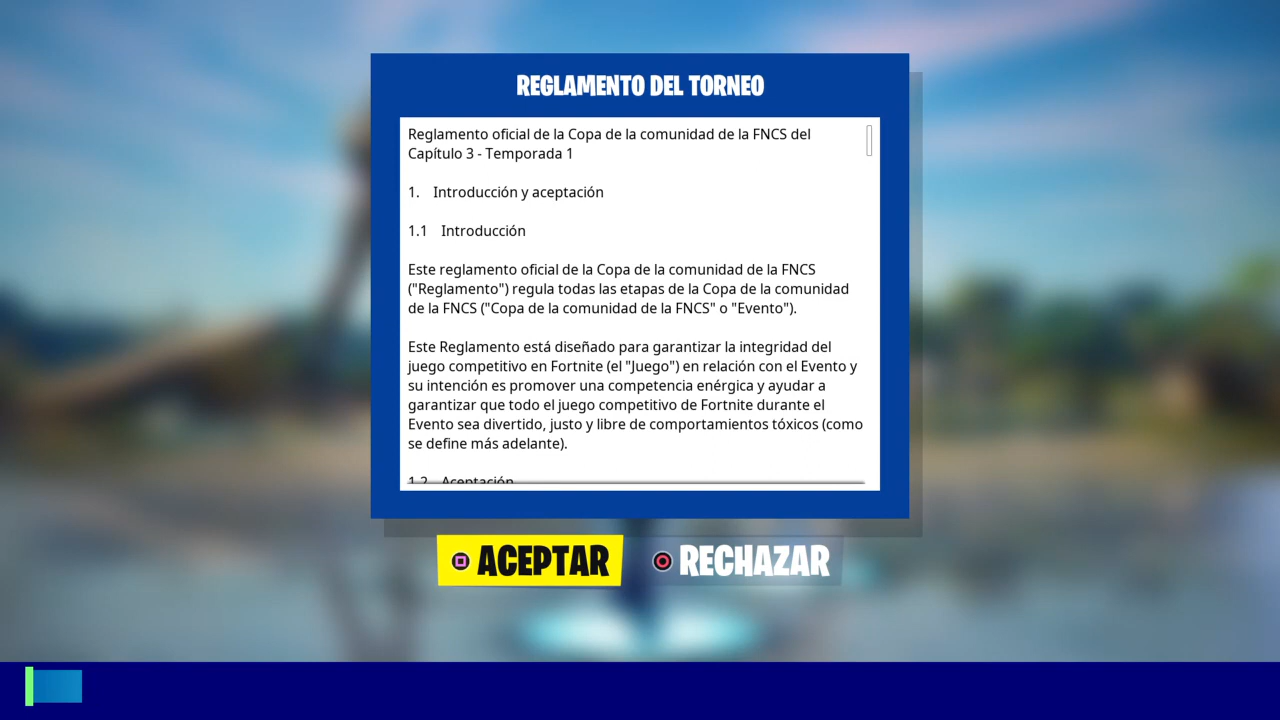 REGLAMENTO DEL TORNEO
Reglamento oficial de la Copa de la comunidad de la FNCS del
Capítulo 3 - Temporada 1
1. Introducción y aceptación
1.1 Introducción
Este reglamento oficial de la Copa de la comunidad de la FNCS
("Reglamento") regula todas las etapas de la Copa de la comunidad
de la FNCS ("Copa de la comunidad de la FNCS" o "Evento").
Este Reglamento está diseñado para garantizar la integridad del
juego competitivo en Fortnite (el "Juego") en relación con el Evento y
su intención es promover una competencia enérgica y ayudar a
garantizar que todo el juego competitivo de Fortnite durante el
Evento sea divertido, justo y libre de comportamientos tóxicos (como
se define más adelante).
1.2 Aceptación
ACEPTAR
RECHAZAR